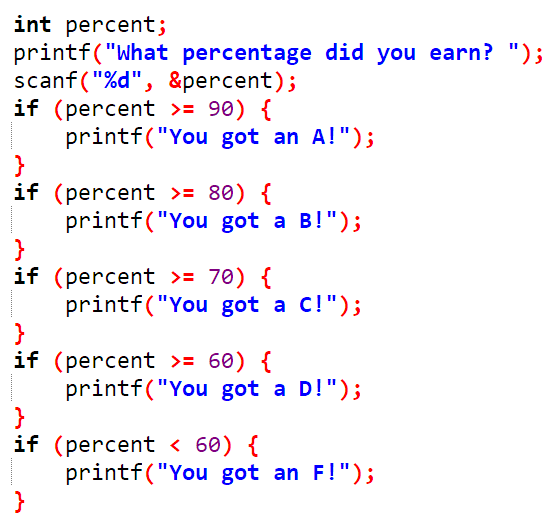 int percent;
printf("What percentage did you earn? ");
scanf("%d", &percent);
if (percent >= 90) {
    printf("You got an A!");
}
if (percent >= 80) {
    printf("You got a B!");
}
if (percent >= 70) {
    printf("You got a C!");
}
if (percent >= 60) {
    printf("You got a D!");
}
if (percent < 60) {
    printf("You got an F!");
}